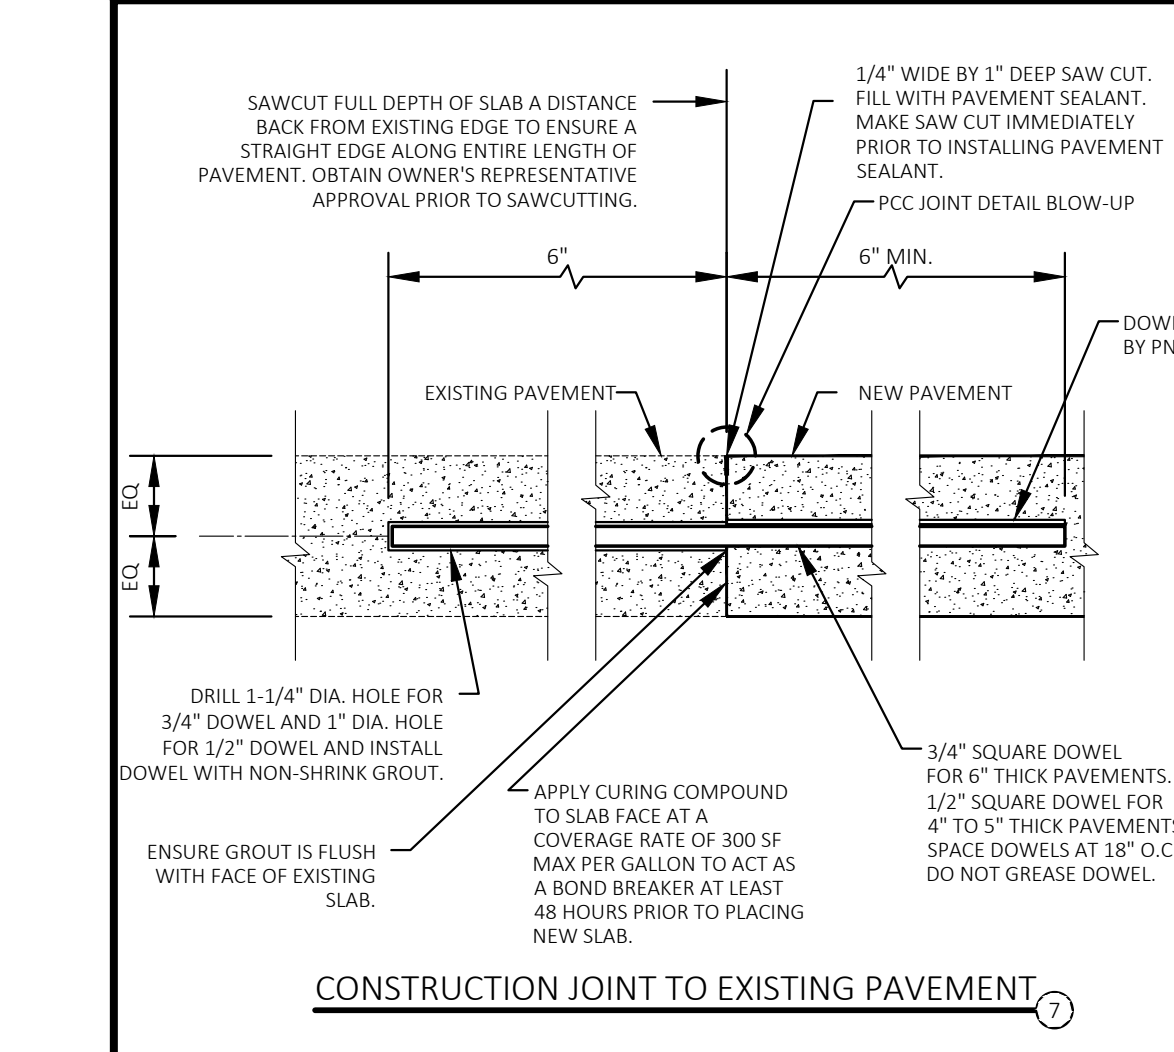 SAWCUT FULL DEPTH OF SLAB A DISTANCE
BACK FROM EXISTING EDGE TO ENSURE A
STRAIGHT EDGE ALONG ENTIRE LENGTH OF
PAVEMENT. OBTAIN OWNER'S REPRESENTATIVE
APPROVAL PRIOR TO SAWCUTTING.
1/4" WIDE BY 1" DEEP SAW CUT.
FILL WITH PAVEMENT SEALANT.
MAKE SAW CUT IMMEDIATELY
PRIOR TO INSTALLING PAVEMENT
SEALANT.
PCC JOINT DETAIL BLOW-UP
6"
6" MIN.
BY
EXISTING PAVEMENT
NEW PAVEMENT
EQ
EQ
DRILL 1-1/4" DIA. HOLE FOR
3/4" DOWEL AND 1" DIA. HOLE
FOR 1/2" DOWEL AND INSTALL
DOWEL WITH NON-SHRINK GROUT.
ENSURE GROUT IS FLUSH
WITH FACE OF EXISTING
SLAB.
APPLY CURING COMPOUND
TO SLAB FACE AT A
COVERAGE RATE OF 300 SF
MAX PER GALLON TO ACT AS
A BOND BREAKER AT LEAST
48 HOURS PRIOR TO PLACING
NEW SLAB.
3/4" SQUARE DOWEL
FOR 6" THICK PAVEMENTS.
1/2" SQUARE DOWEL FOR
4" TO 5" THICK PAVEMENTS
SPACE DOWELS AT 18" O.C
DO NOT GREASE DOWEL.
CONSTRUCTION JOINT TO EXISTING PAVEMENT
7